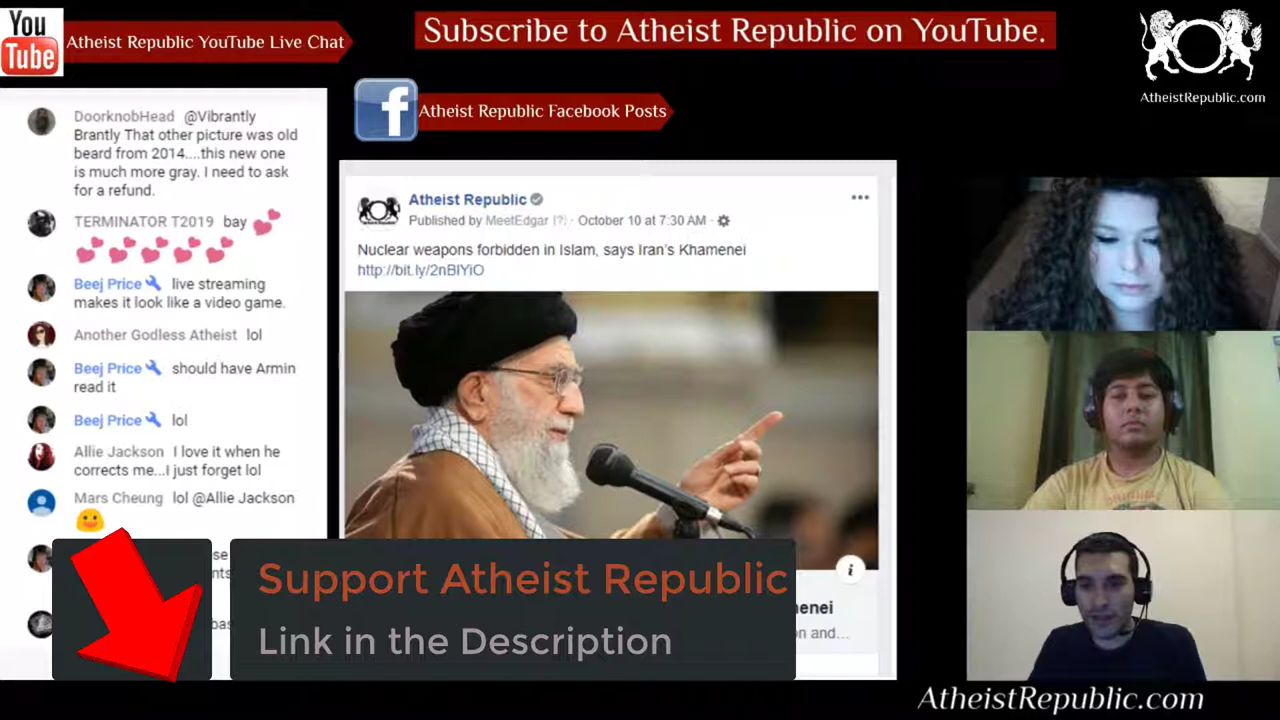 You
Tube
Atheist Republic YouTube Live Chat
Subscribe to Atheist Republic on YouTube.
AtheistRepublic.com
f
Atheist Republic Facebook Posts
DoorknobHead @Vibrantly
Brantly That other picture was old
beard from 2014....this new one
is much more gray. I need to ask
for a refund.
TERMINATOR T2019 bay
Beej Price live streaming
makes it look like a video game.
Another Godless Atheist lol
Beej Price should have Armin
read it
Beej Price lol
Allie Jackson I love it when he
corrects me...I just forget lol
Mars Cheung lol @Allie Jackson
Atheist Republic
Published by MeetEdgar [?] · October 10 at 7:30 AM ·
Nuclear weapons forbidden in Islam, says Iran's Khamenei
http://bit.ly/2nBlYiO
i
Support Atheist Republic
Link in the Description
AtheistRepublic.com